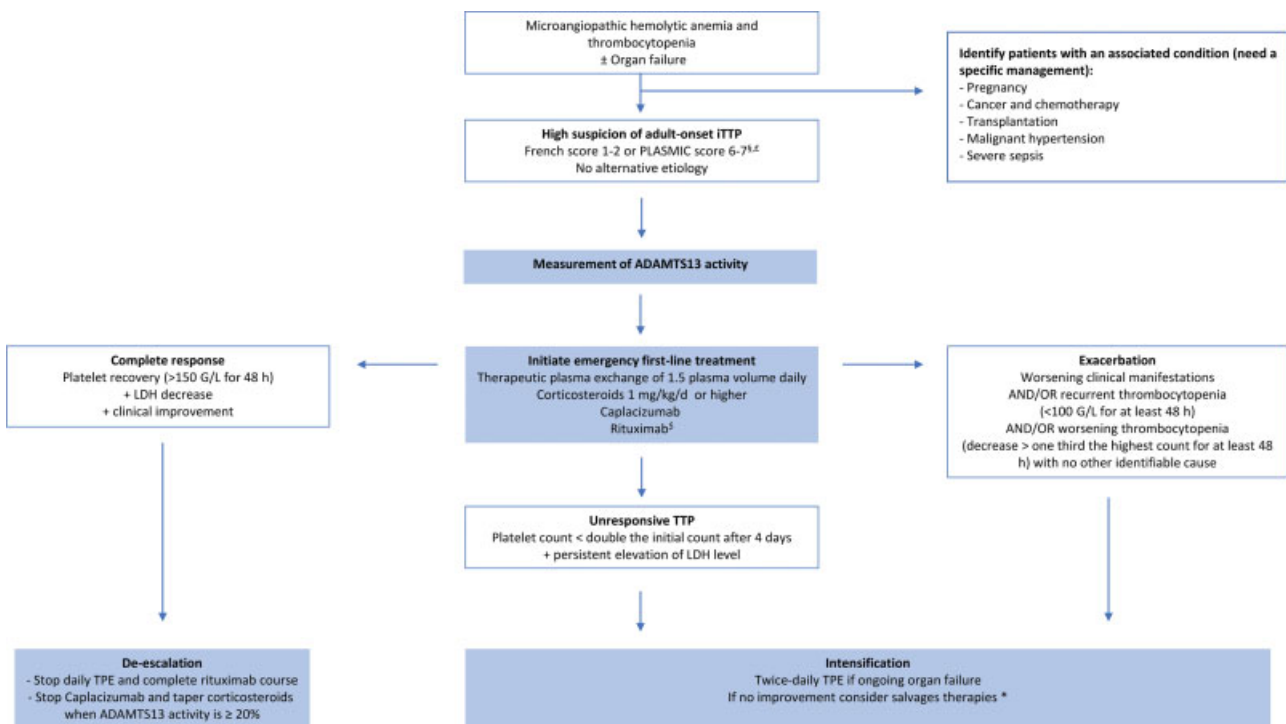 Microangiopathic hemolytic anemia and
thrombocytopenia
± Organ failure
Identify patients with an associated condition (need a
specific management):
- Pregnancy
- Cancer and chemotherapy
- Transplantation
- Malignant hypertension
- Severe sepsis
High suspicion of adult-onset iTTP
French score 1-2 or PLASMIC score 6-7§,£
No alternative etiology
Measurement of ADAMTS13 activity
Complete response
Platelet recovery (>150 G/L for 48 h)
+ LDH decrease
+ clinical improvement
Initiate emergency first-line treatment
Therapeutic plasma exchange of 1.5 plasma volume daily
Corticosteroids 1 mg/kg/d or higher
Caplacizumab
Rituximab$
Exacerbation
Worsening clinical manifestations
AND/OR recurrent thrombocytopenia
(<100 G/L for at least 48 h)
AND/OR worsening thrombocytopenia
(decrease > one third the highest count for at least 48
h) with no other identifiable cause
Unresponsive TTP
Platelet count < double the initial count after 4 days
+ persistent elevation of LDH level
De-escalation
- Stop daily TPE and complete rituximab course
- Stop Caplacizumab and taper corticosteroids
when ADAMTS13 activity is ≥ 20%
Intensification
Twice-daily TPE if ongoing organ failure
If no improvement consider salvages therapies *